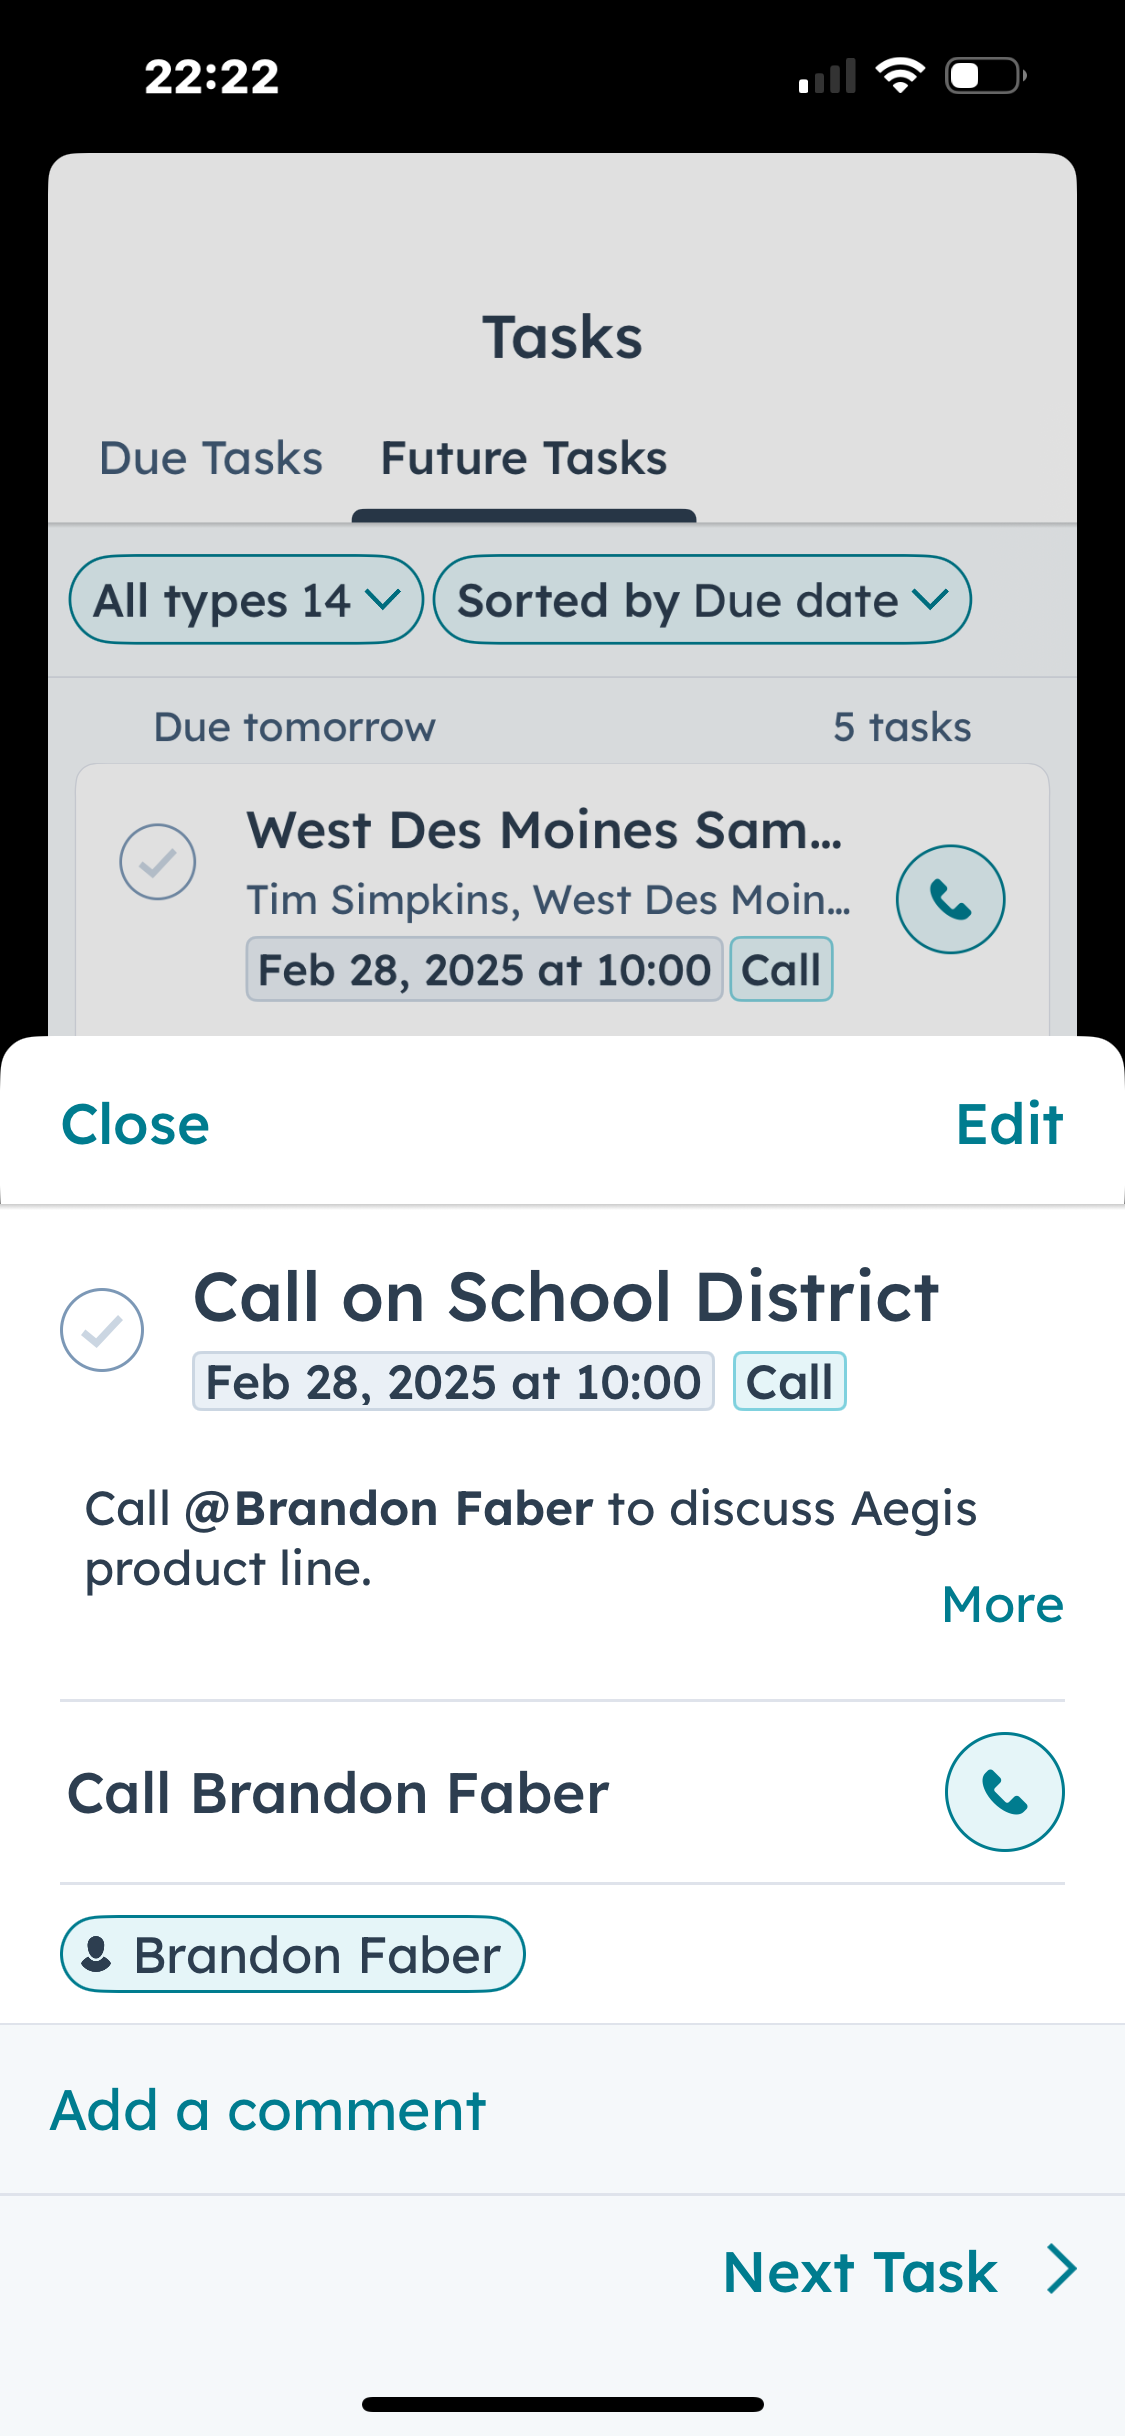 22:22
Tasks
Due Tasks Future Tasks
All types 14 Sorted by Due date
Due tomorrow 5 tasks
West Des Moines Sam...
Tim Simpkins, West Des Moin...
Feb 28, 2025 at 10:00 Call
Close Edit
Call on School District
Feb 28, 2025 at 10:00 Call
Call @Brandon Faber to discuss Aegis
product line.
More
Call Brandon Faber
Brandon Faber
Add a comment
Next Task